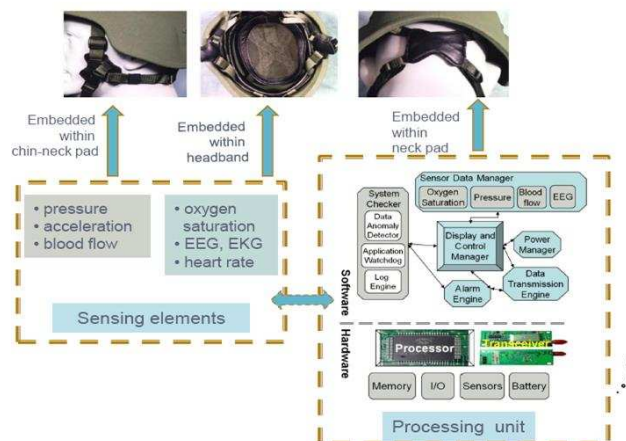 Embedded
within
chin-neck pad
Embedded
within
headband
Embedded
within
neck pad
• pressure
• acceleration
• blood flow
• oxygen
saturation
• EEG, EKG
• heart rate
Sensing elements
Sensor Data Manager
Oxygen
Saturation
Pressure
Blood
flow
EEG
System
Checker
Data
Anomaly
Detector
Application
Watchdog
Log
Engine
Display and
Control
Manager
Power
Manager
Data
Transmission
Engine
Alarm
Engine
Software
Hardware
Processor
Transceiver
Memory
I/O
Sensors
Battery
Processing unit